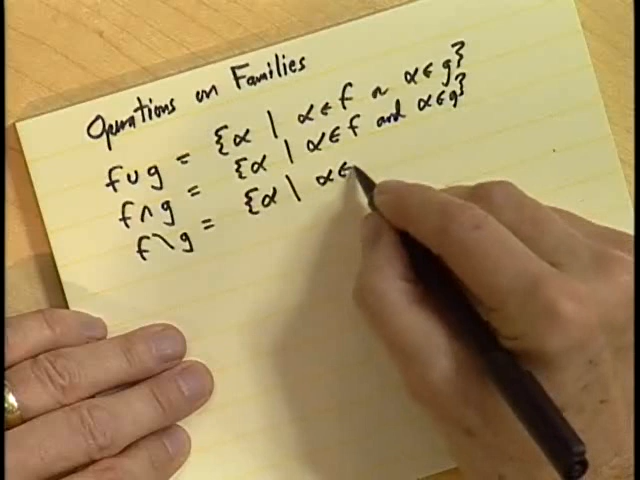 Operations on Families
f∪g = {α | α∈f or α∈g}
f∩g = {α | α∈f and α∈g}
f\g = {α | α∈